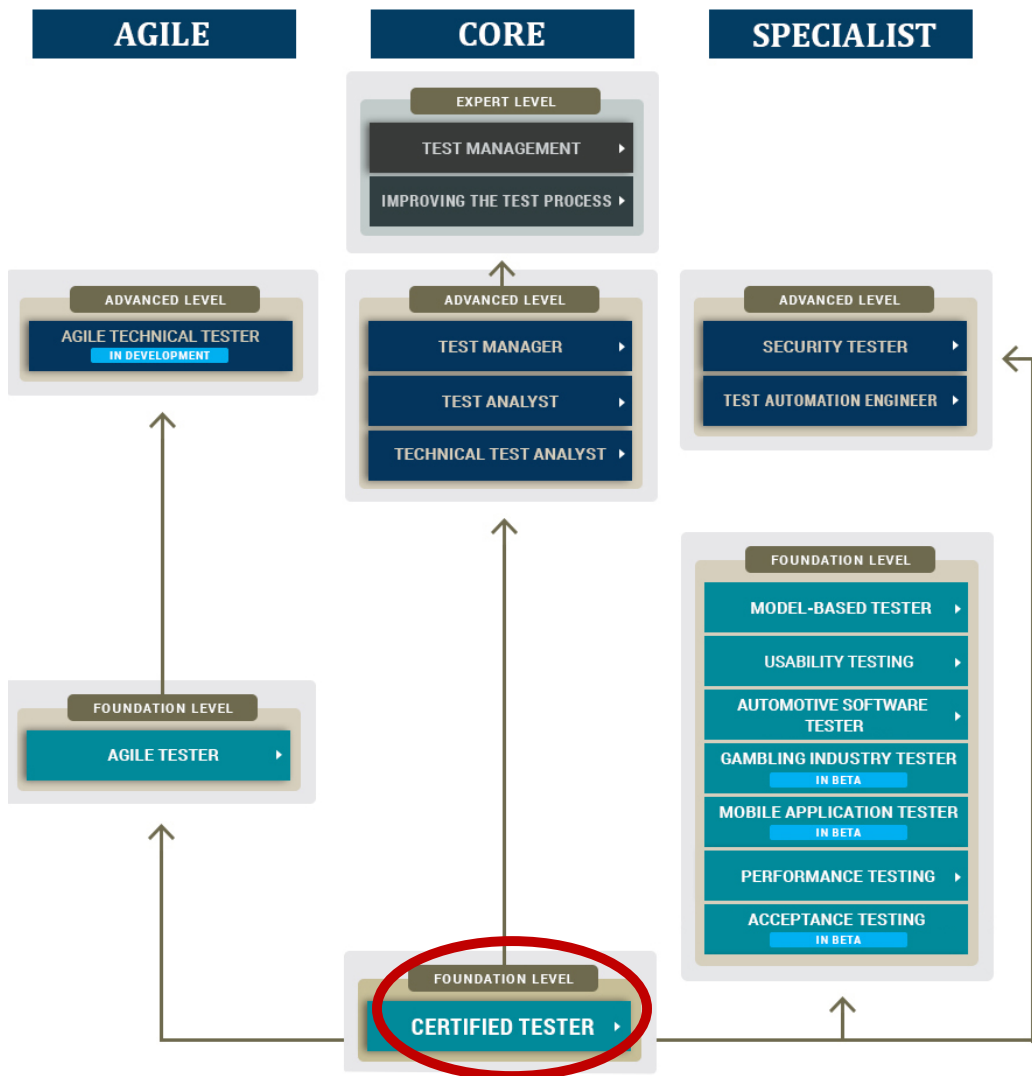 AGILE
CORE
SPECIALIST
EXPERT LEVEL
TEST MANAGEMENT
IMPROVING THE TEST PROCESS
ADVANCED LEVEL
AGILE TECHNICAL TESTER
IN DEVELOPMENT
ADVANCED LEVEL
TEST MANAGER
TEST ANALYST
TECHNICAL TEST ANALYST
ADVANCED LEVEL
SECURITY TESTER
TEST AUTOMATION ENGINEER
FOUNDATION LEVEL
AGILE TESTER
FOUNDATION LEVEL
MODEL-BASED TESTER
USABILITY TESTING
AUTOMOTIVE SOFTWARE
TESTER
GAMBLING INDUSTRY TESTER
IN BETA
MOBILE APPLICATION TESTER
IN BETA
PERFORMANCE TESTING
ACCEPTANCE TESTING
IN BETA
FOUNDATION LEVEL
CERTIFIED TESTER